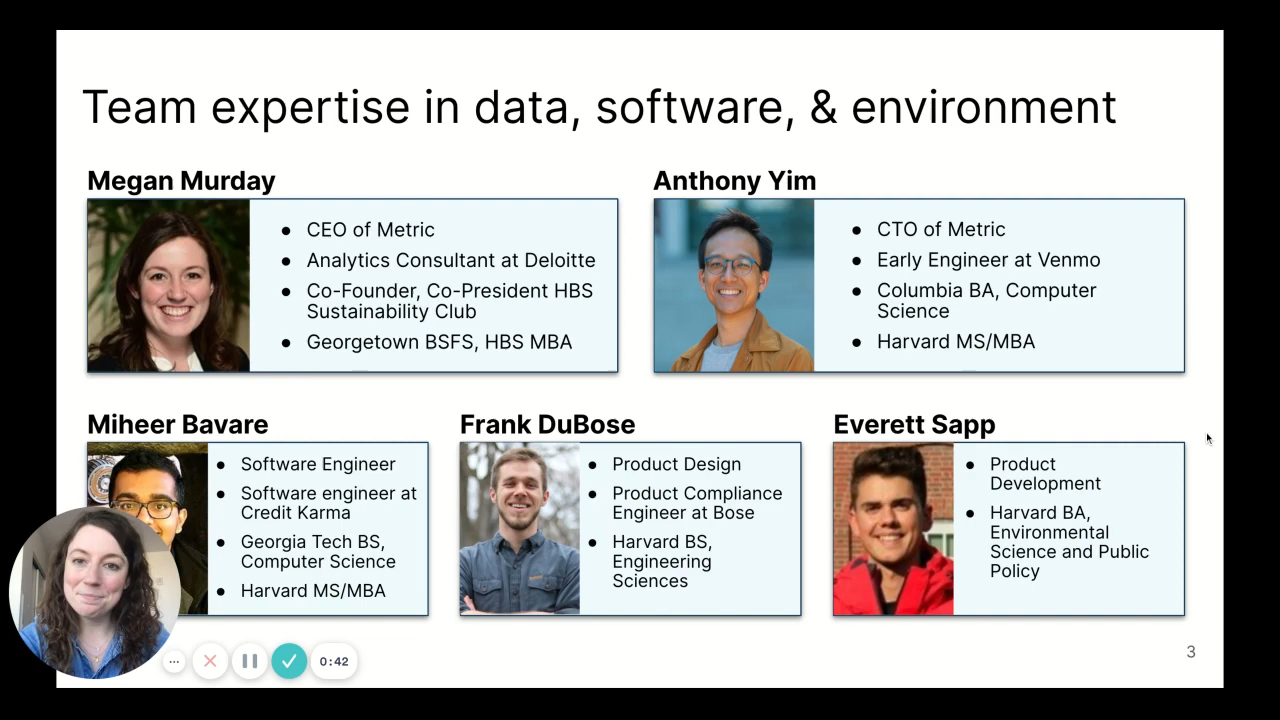 Team expertise in data, software, & environment
Megan Murday
● CEO of Metric
● Analytics Consultant at Deloitte
● Co-Founder, Co-President HBS
Sustainability Club
● Georgetown BSFS, HBS MBA
Anthony Yim
● CTO of Metric
● Early Engineer at Venmo
● Columbia BA, Computer
Science
● Harvard MS/MBA
Miheer Bavare
● Software Engineer
● Software engineer at
Credit Karma
● Georgia Tech BS,
Computer Science
● Harvard MS/MBA
Frank DuBose
● Product Design
● Product Compliance
Engineer at Bose
● Harvard BS,
Engineering
Sciences
Everett Sapp
● Product
Development
● Harvard BA,
Environmental
Science and Public
Policy
0:42
3